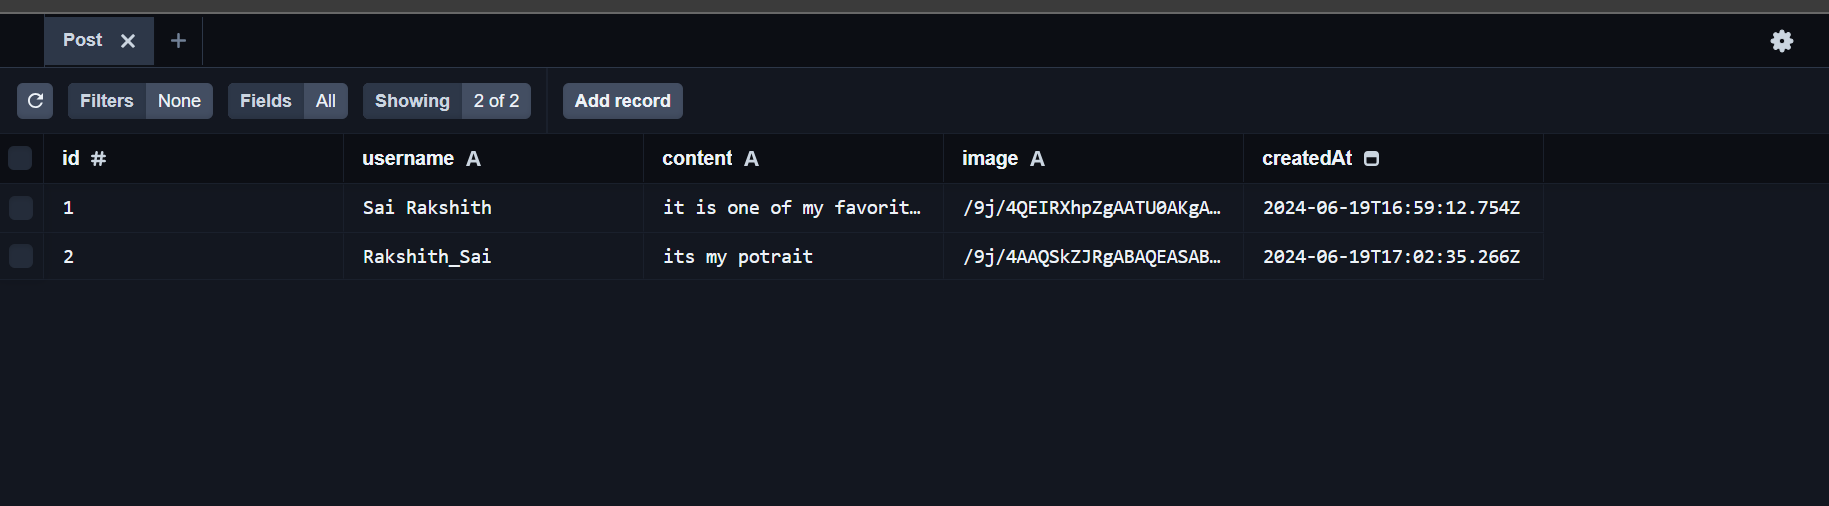 Post
Filters None Fields All Showing 2 of 2 Add record
id username content image createdAt
1 Sai Rakshith it is one of my favorit… /9j/4QEIRXhpZgAATU0AKgA… 2024-06-19T16:59:12.754Z
2 Rakshith_Sai its my potrait /9j/4AAQSkZJRgABAQEASAB… 2024-06-19T17:02:35.266Z